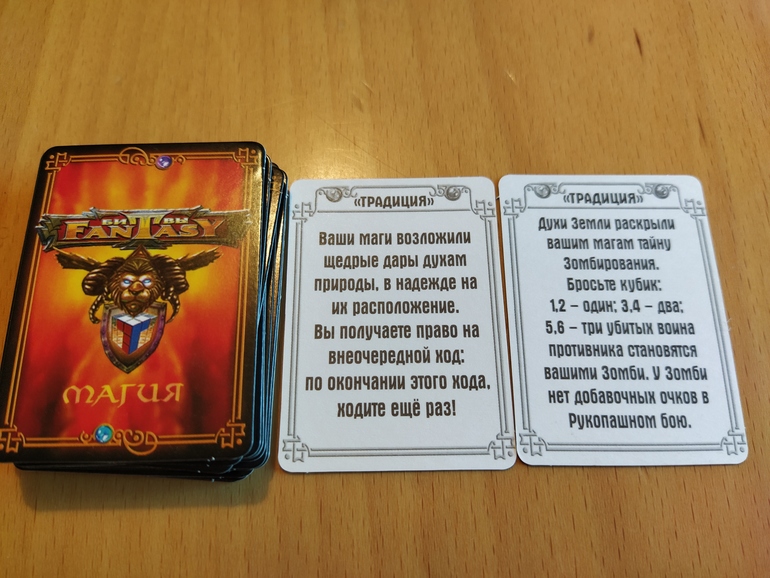 БИТВЫ
FANTASY
МАГИЯ
«ТРАДИЦИЯ»
Ваши маги возложили
щедрые дары духам
природы, в надежде на
их расположение.
Вы получаете право на
внеочередной ход:
по окончании этого хода,
ходите ещё раз!
«ТРАДИЦИЯ»
Духи Земли раскрыли
вашим магам тайну
Зомбирования.
Бросьте кубик:
1,2 – один; 3,4 – два;
5,6 – три убитых воина
противника становятся
вашими Зомби. У Зомби
нет добавочных очков в
Рукопашном бою.